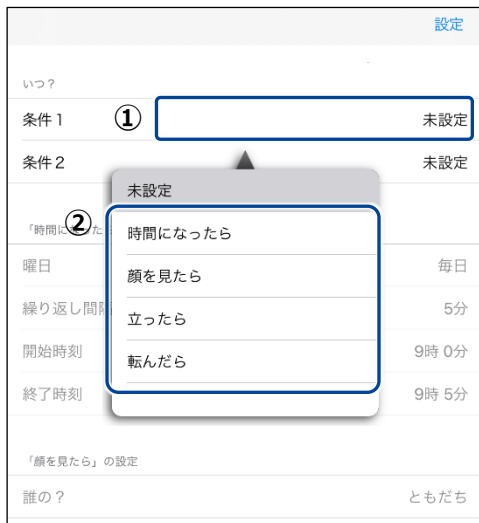 設定
いつ？
条件1 ① 未設定
条件2 未設定
未設定
②
「時間になった
時間になったら
曜日 毎日
顔を見たら
繰り返し間隔 5分
立ったら
開始時刻 9時 0分
転んだら
終了時刻 9時 5分
「顔を見たら」の設定
誰の？ ともだち